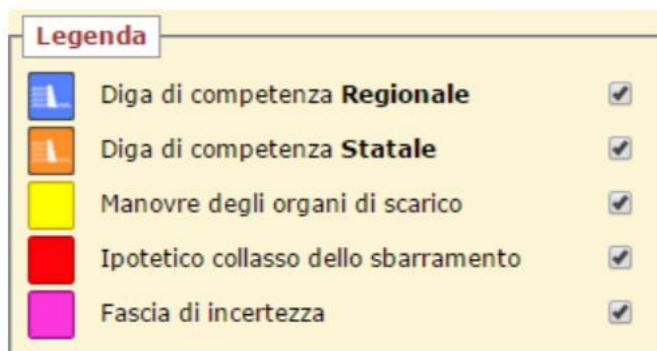 Legenda
Diga di competenza Regionale
Diga di competenza Statale
Manovre degli organi di scarico
Ipotetico collasso dello sbarramento
Fascia di incertezza